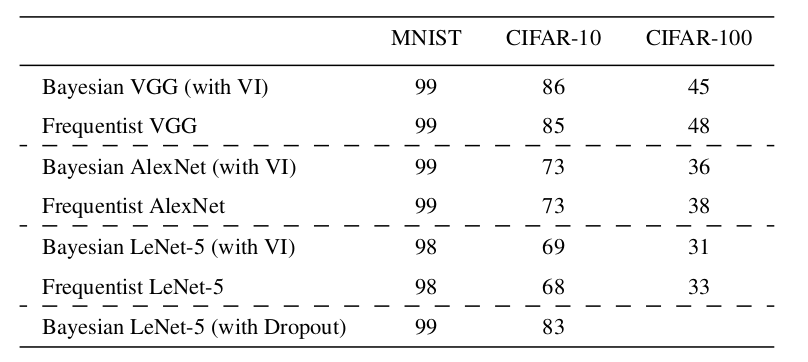 MNIST CIFAR-10 CIFAR-100
Bayesian VGG (with VI) 99 86 45
Frequentist VGG 99 85 48
Bayesian AlexNet (with VI) 99 73 36
Frequentist AlexNet 99 73 38
Bayesian LeNet-5 (with VI) 98 69 31
Frequentist LeNet-5 98 68 33
Bayesian LeNet-5 (with Dropout) 99 83